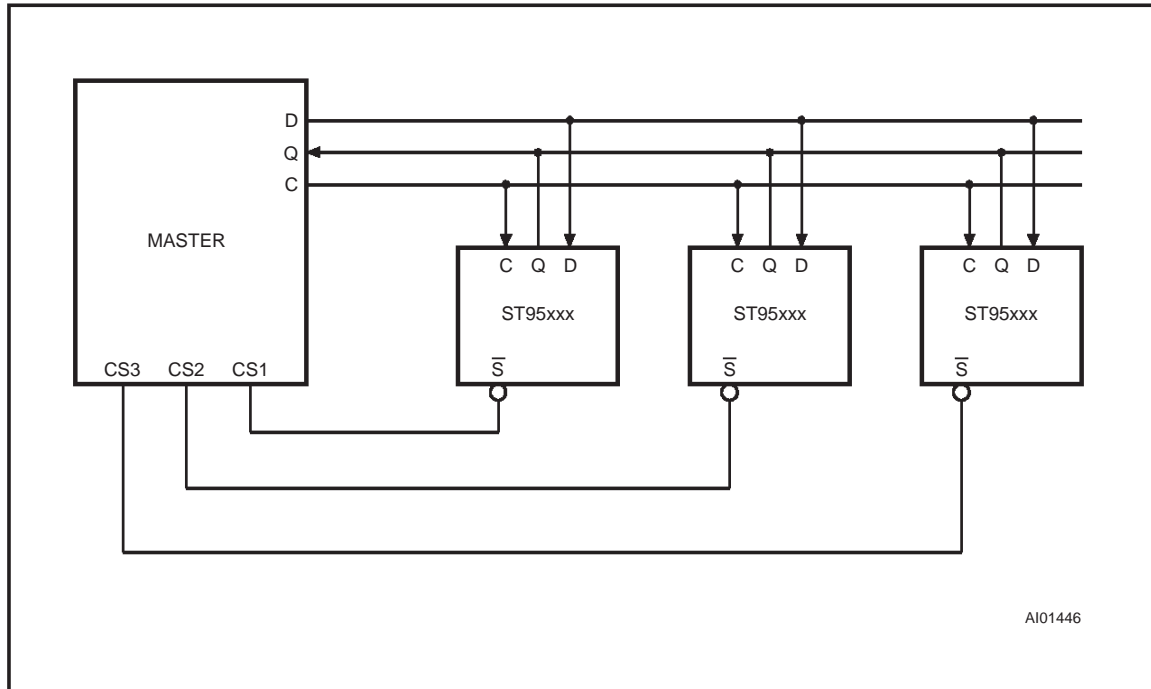 D
Q
C
MASTER
CS3 CS2 CS1
C Q D
ST95xxx
S̅
C Q D
ST95xxx
S̅
C Q D
ST95xxx
S̅
AI01446